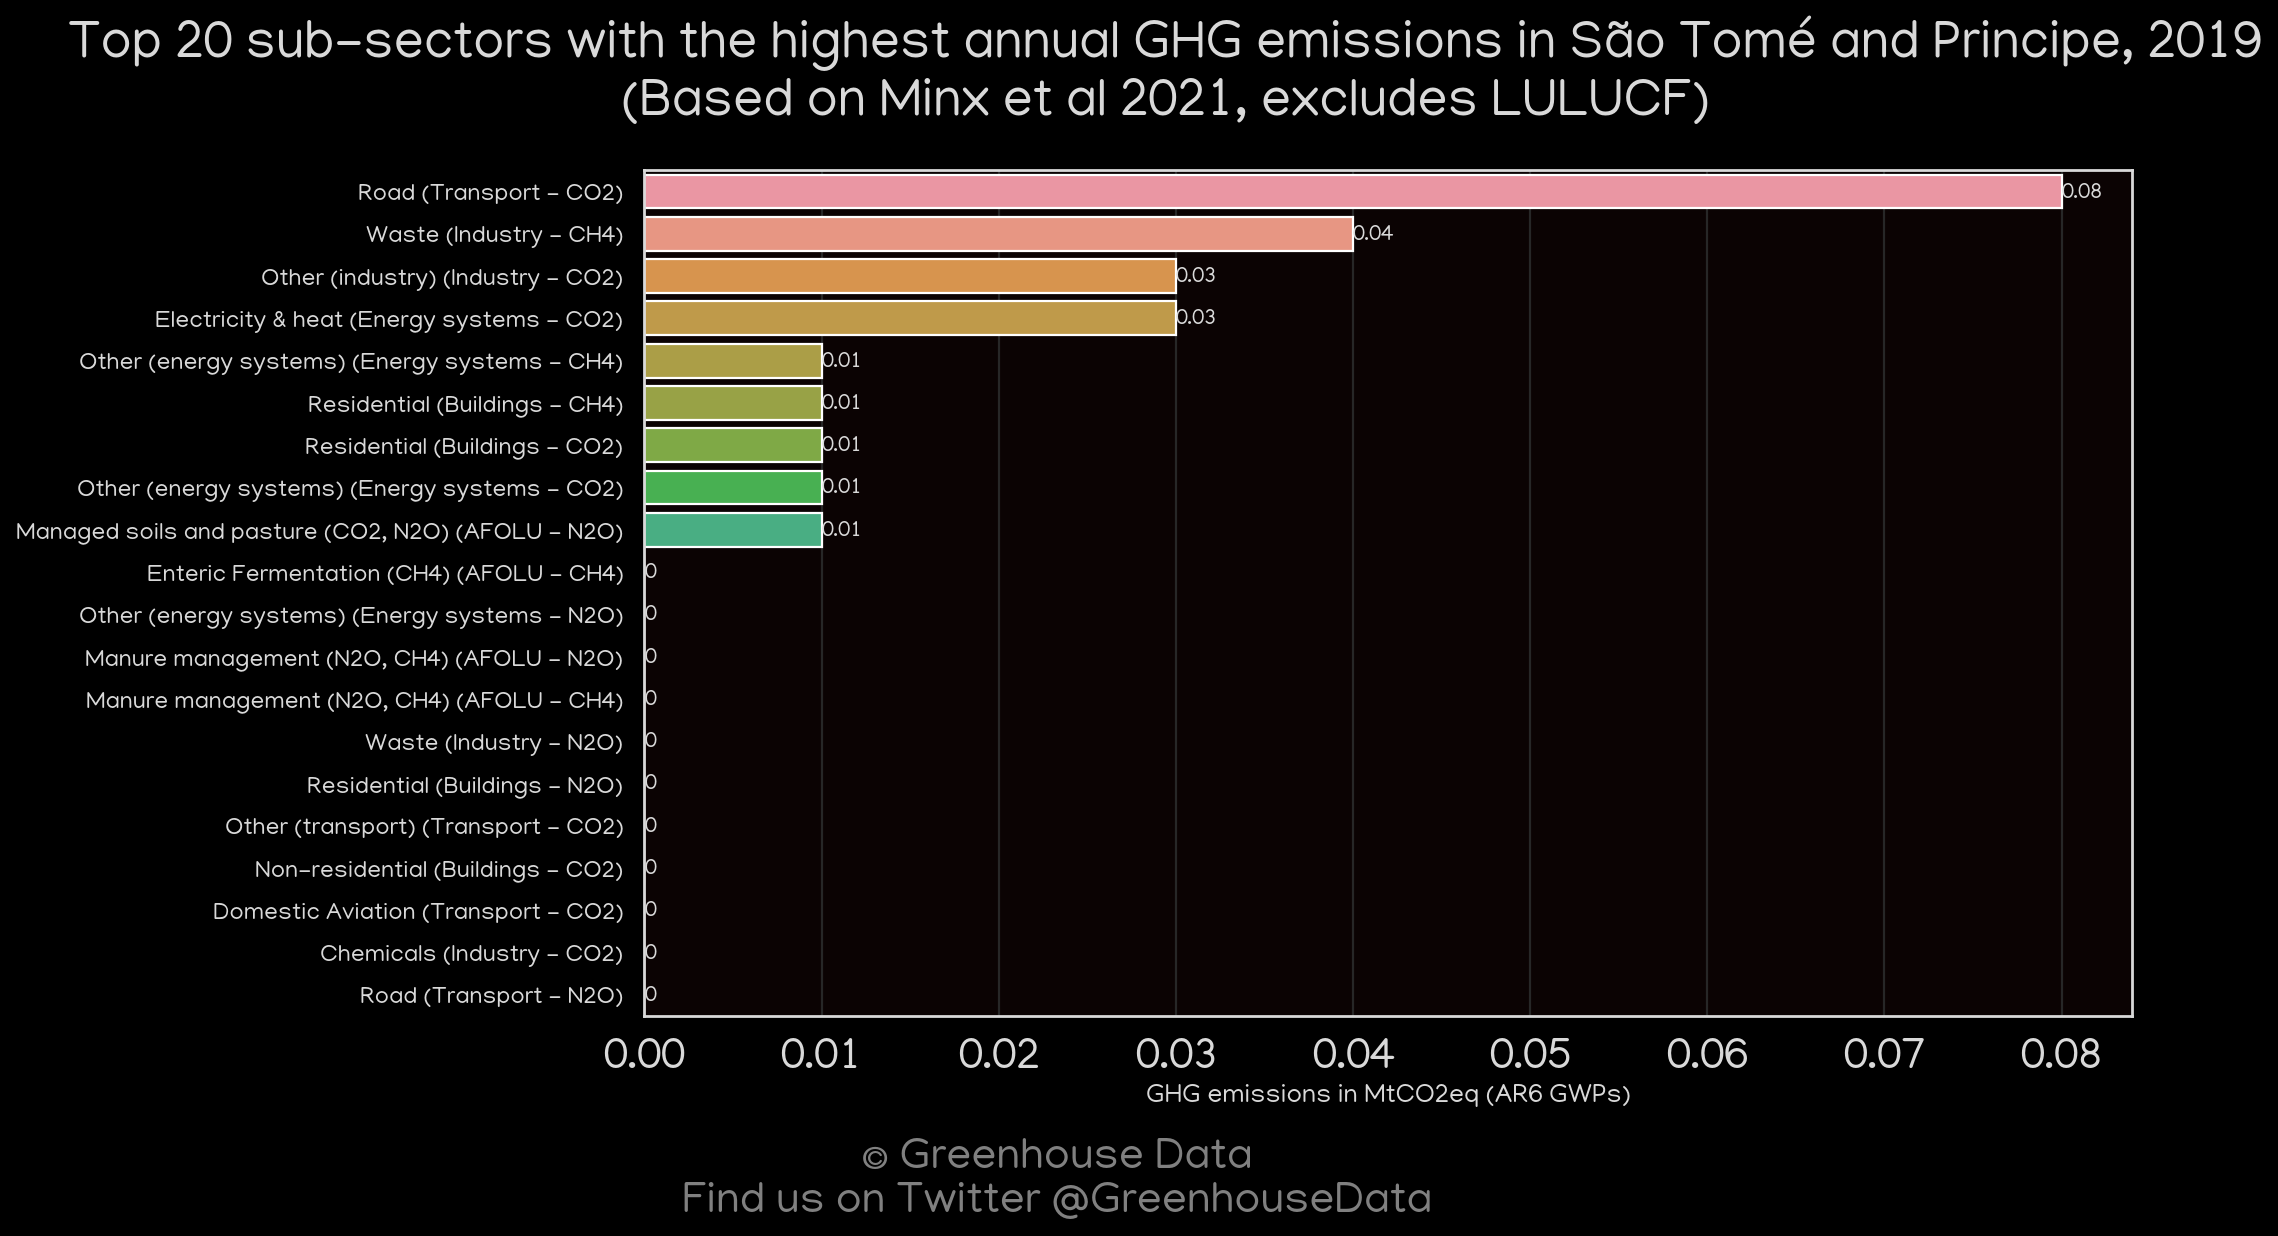 Top 20 sub-sectors with the highest annual GHG emissions in São Tomé and Principe, 2019
(Based on Minx et al 2021, excludes LULUCF)
Road (Transport - CO2) 0.08
Waste (Industry - CH4) 0.04
Other (industry) (Industry - CO2) 0.03
Electricity & heat (Energy systems - CO2) 0.03
Other (energy systems) (Energy systems - CH4) 0.01
Residential (Buildings - CH4) 0.01
Residential (Buildings - CO2) 0.01
Other (energy systems) (Energy systems - CO2) 0.01
Managed soils and pasture (CO2, N2O) (AFOLU - N2O) 0.01
Enteric Fermentation (CH4) (AFOLU - CH4) 0
Other (energy systems) (Energy systems - N2O) 0
Manure management (N2O, CH4) (AFOLU - N2O) 0
Manure management (N2O, CH4) (AFOLU - CH4) 0
Waste (Industry - N2O) 0
Residential (Buildings - N2O) 0
Other (transport) (Transport - CO2) 0
Non-residential (Buildings - CO2) 0
Domestic Aviation (Transport - CO2) 0
Chemicals (Industry - CO2) 0
Road (Transport - N2O) 0
0.00 0.01 0.02 0.03 0.04 0.05 0.06 0.07 0.08
GHG emissions in MtCO2eq (AR6 GWPs)
© Greenhouse Data
Find us on Twitter @GreenhouseData